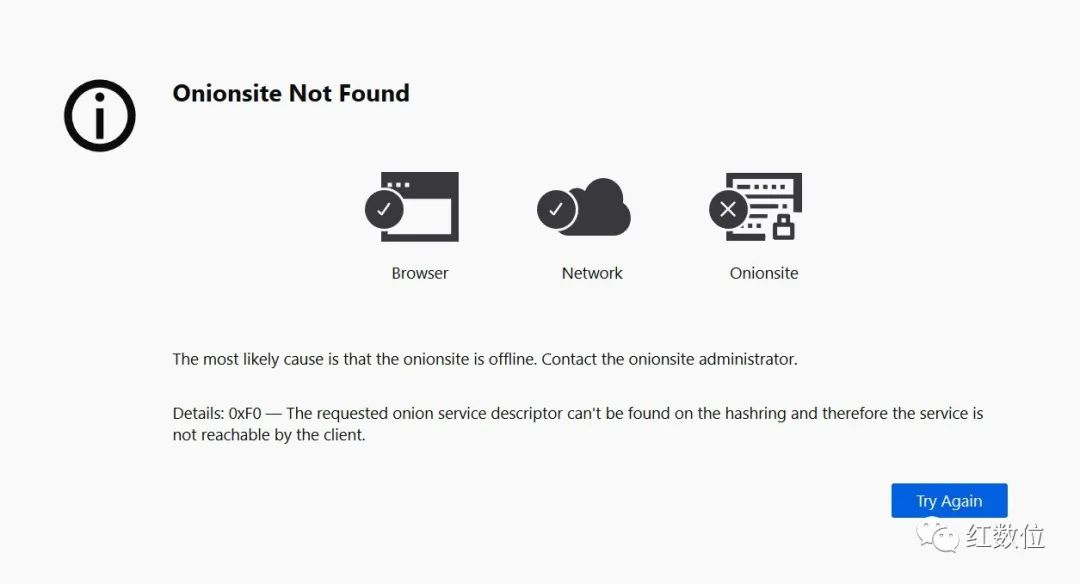 Onionsite Not Found
Browser
Network
Onionsite
The most likely cause is that the onionsite is offline. Contact the onionsite administrator.
Details: 0xF0 — The requested onion service descriptor can't be found on the hashring and therefore the service is
not reachable by the client.
Try Again
红数位